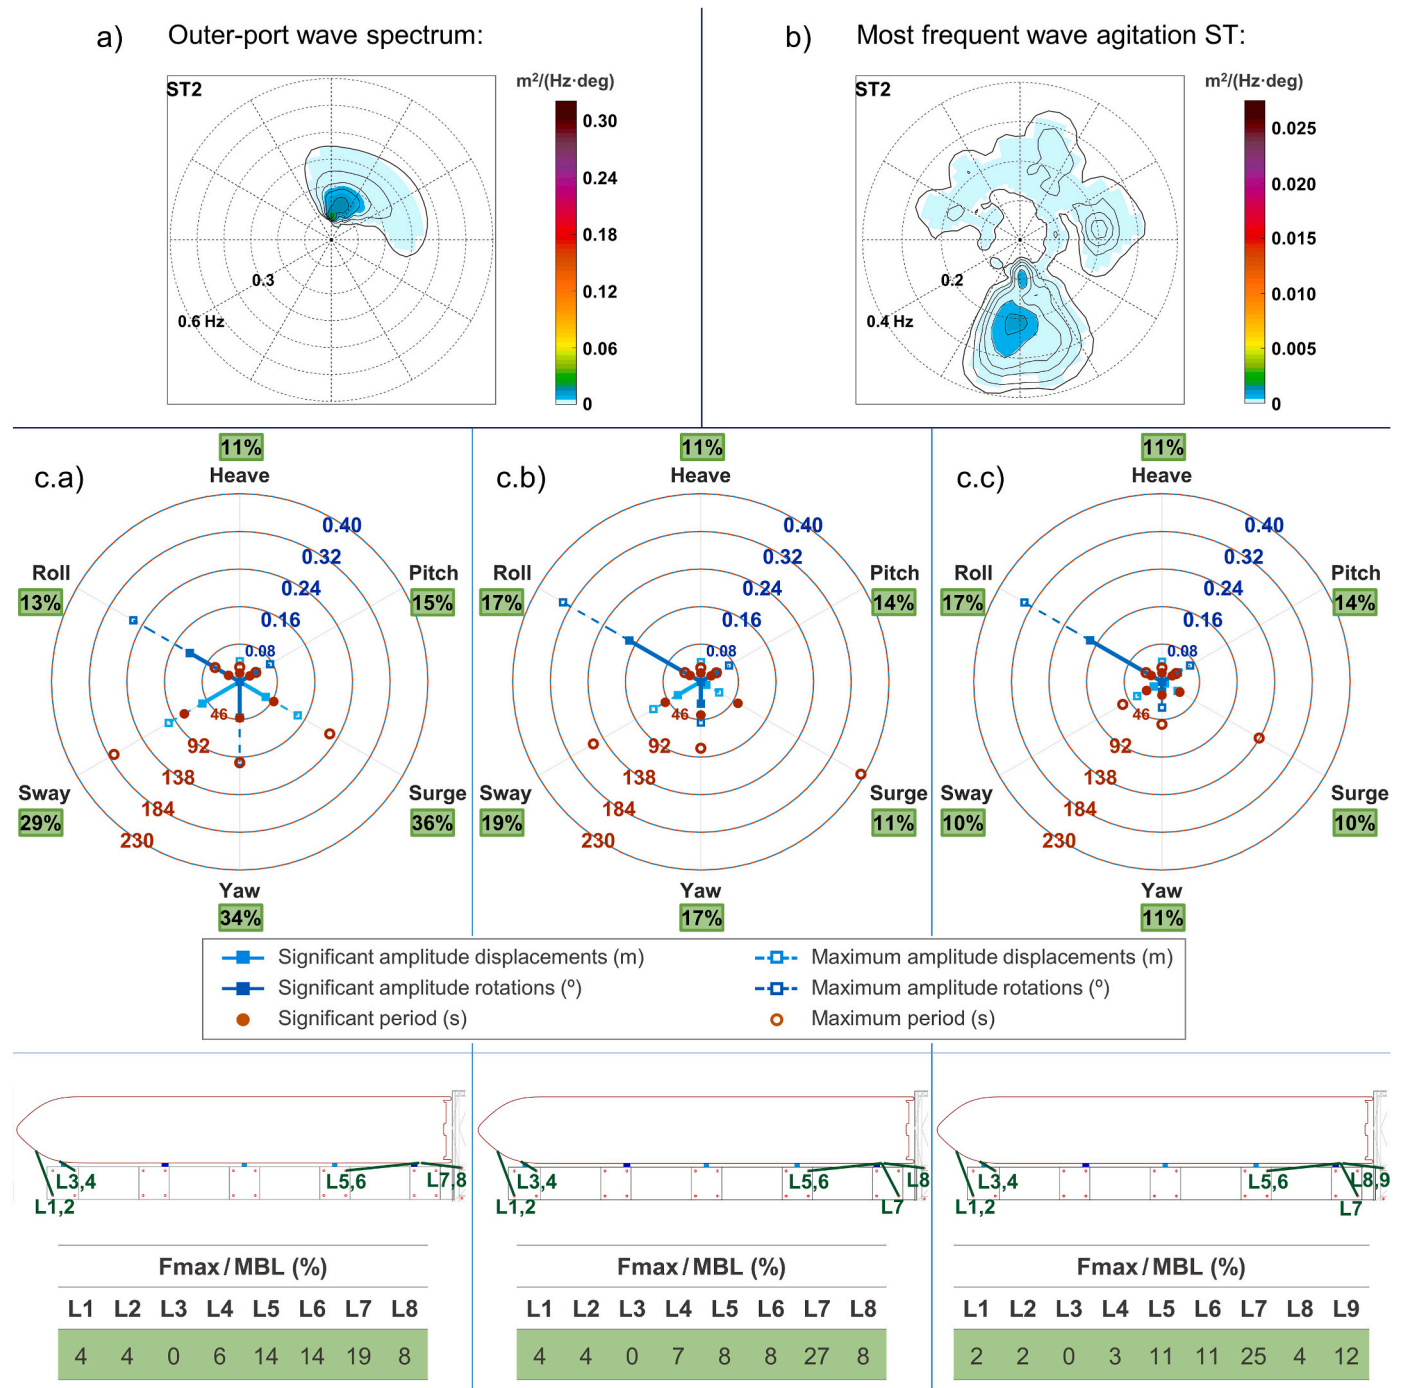 a) Outer-port wave spectrum:
b) Most frequent wave agitation ST:
ST2
m²/(Hz·deg)
0.30
0.24
0.18
0.12
0.06
0
0.3
0.6 Hz
ST2
m²/(Hz·deg)
0.025
0.020
0.015
0.010
0.005
0
0.2
0.4 Hz
c.a)
11%
Heave
0.40
0.32
0.24
0.16
0.08
Roll
13%
Pitch
15%
46
92
138
184
230
Sway
29%
Surge
36%
Yaw
34%
c.b)
11%
Heave
0.40
0.32
0.24
0.16
0.08
Roll
17%
Pitch
14%
46
92
138
184
230
Sway
19%
Surge
11%
Yaw
17%
c.c)
11%
Heave
0.40
0.32
0.24
0.16
0.08
Roll
17%
Pitch
14%
46
92
138
184
230
Sway
10%
Surge
10%
Yaw
11%
Significant amplitude displacements (m)
Maximum amplitude displacements (m)
Significant amplitude rotations (º)
Maximum amplitude rotations (º)
Significant period (s)
Maximum period (s)
L3,4
L5,6
L7,8
L1,2
L3,4
L5,6
L8
L1,2
L7
L3,4
L5,6
L8,9
L1,2
L7
Fmax/MBL (%)
L1 L2 L3 L4 L5 L6 L7 L8
4 4 0 6 14 14 19 8
Fmax/MBL (%)
L1 L2 L3 L4 L5 L6 L7 L8
4 4 0 7 8 8 27 8
Fmax/MBL (%)
L1 L2 L3 L4 L5 L6 L7 L8 L9
2 2 0 3 11 11 25 4 12